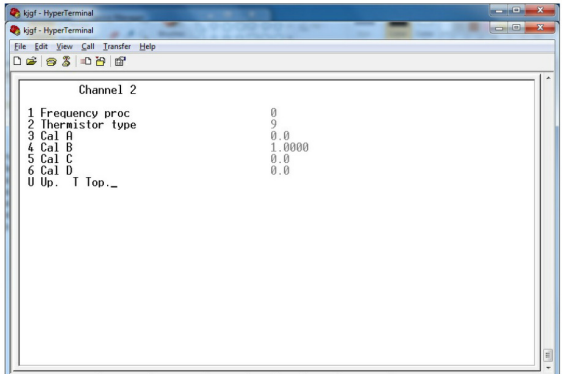 kjgf - HyperTerminal
kjgf - HyperTerminal
File Edit View Call Transfer Help
Channel 2
1 Frequency proc 0
2 Thermistor type 9
3 Cal A 0.0
4 Cal B 1.0000
5 Cal C 0.0
6 Cal D 0.0
U Up. T Top._